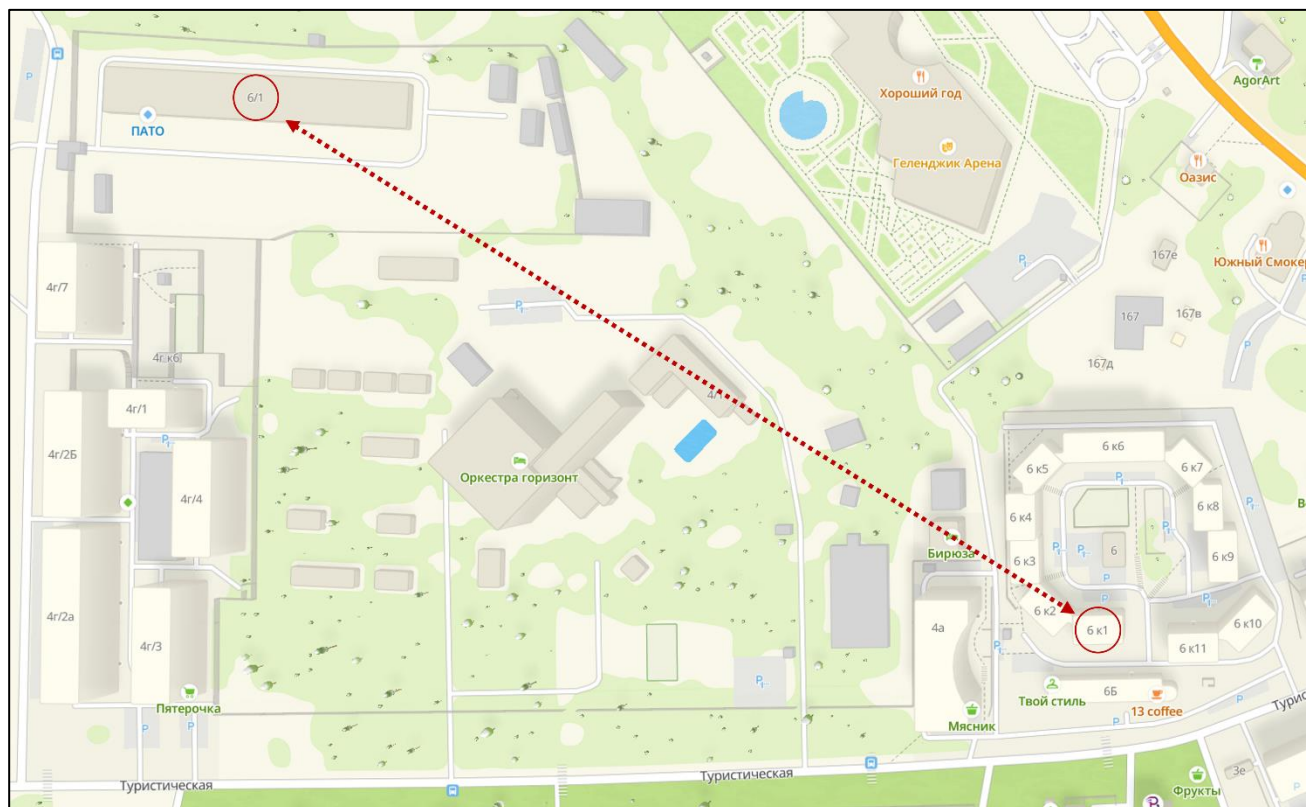 P
6/1
ПАТО
Хороший год
Геленджик Арена
AgorArt
Оазис
Южный Смокер
167е
167
167в
167д
4г/7
4г к6
4г/1
4г/2Б
4г/4
4г/2а
4г/3
Пятерочка
P
P
P
P
4/1
Оркестра горизонт
Бирюза
4а
Мясник
P
P
P
P
6 к6
6 к5
6 к7
6 к4
6 к8
6 к3
6
6 к9
6 к2
6 к1
6 к10
6 к11
P
P
P
P
P
P
6Б
Твой стиль
13 coffee
P
P
Турис
В
Туристическая
Туристическая
3е
Фрукты